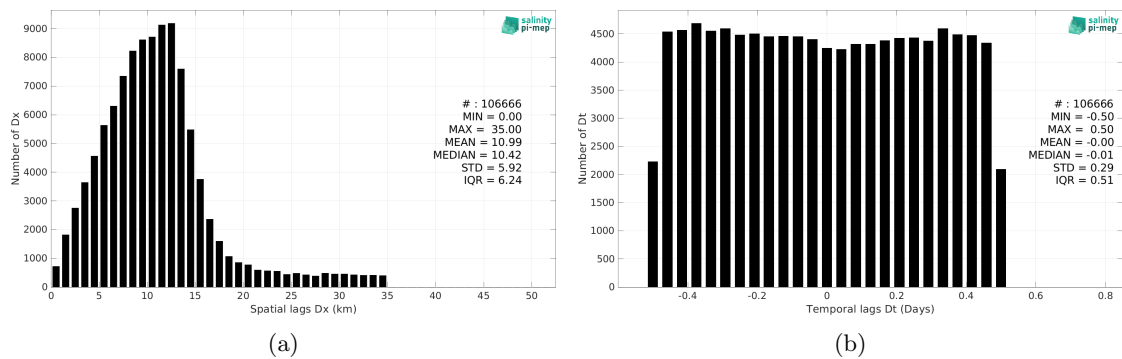 salinity
pi-mep
Number of Dx
9000
8000
7000
6000
5000
4000
3000
2000
1000
0
# : 106666
MIN = 0.00
MAX = 35.00
MEAN = 10.99
MEDIAN = 10.42
STD = 5.92
IQR = 6.24
0 5 10 15 20 25 30 35 40 45 50
Spatial lags Dx (km)
(a)
salinity
pi-mep
Number of Dt
4500
4000
3500
3000
2500
2000
1500
1000
500
0
# : 106666
MIN = -0.50
MAX = 0.50
MEAN = -0.00
MEDIAN = -0.01
STD = 0.29
IQR = 0.51
-0.4 -0.2 0 0.2 0.4 0.6 0.8
Temporal lags Dt (Days)
(b)